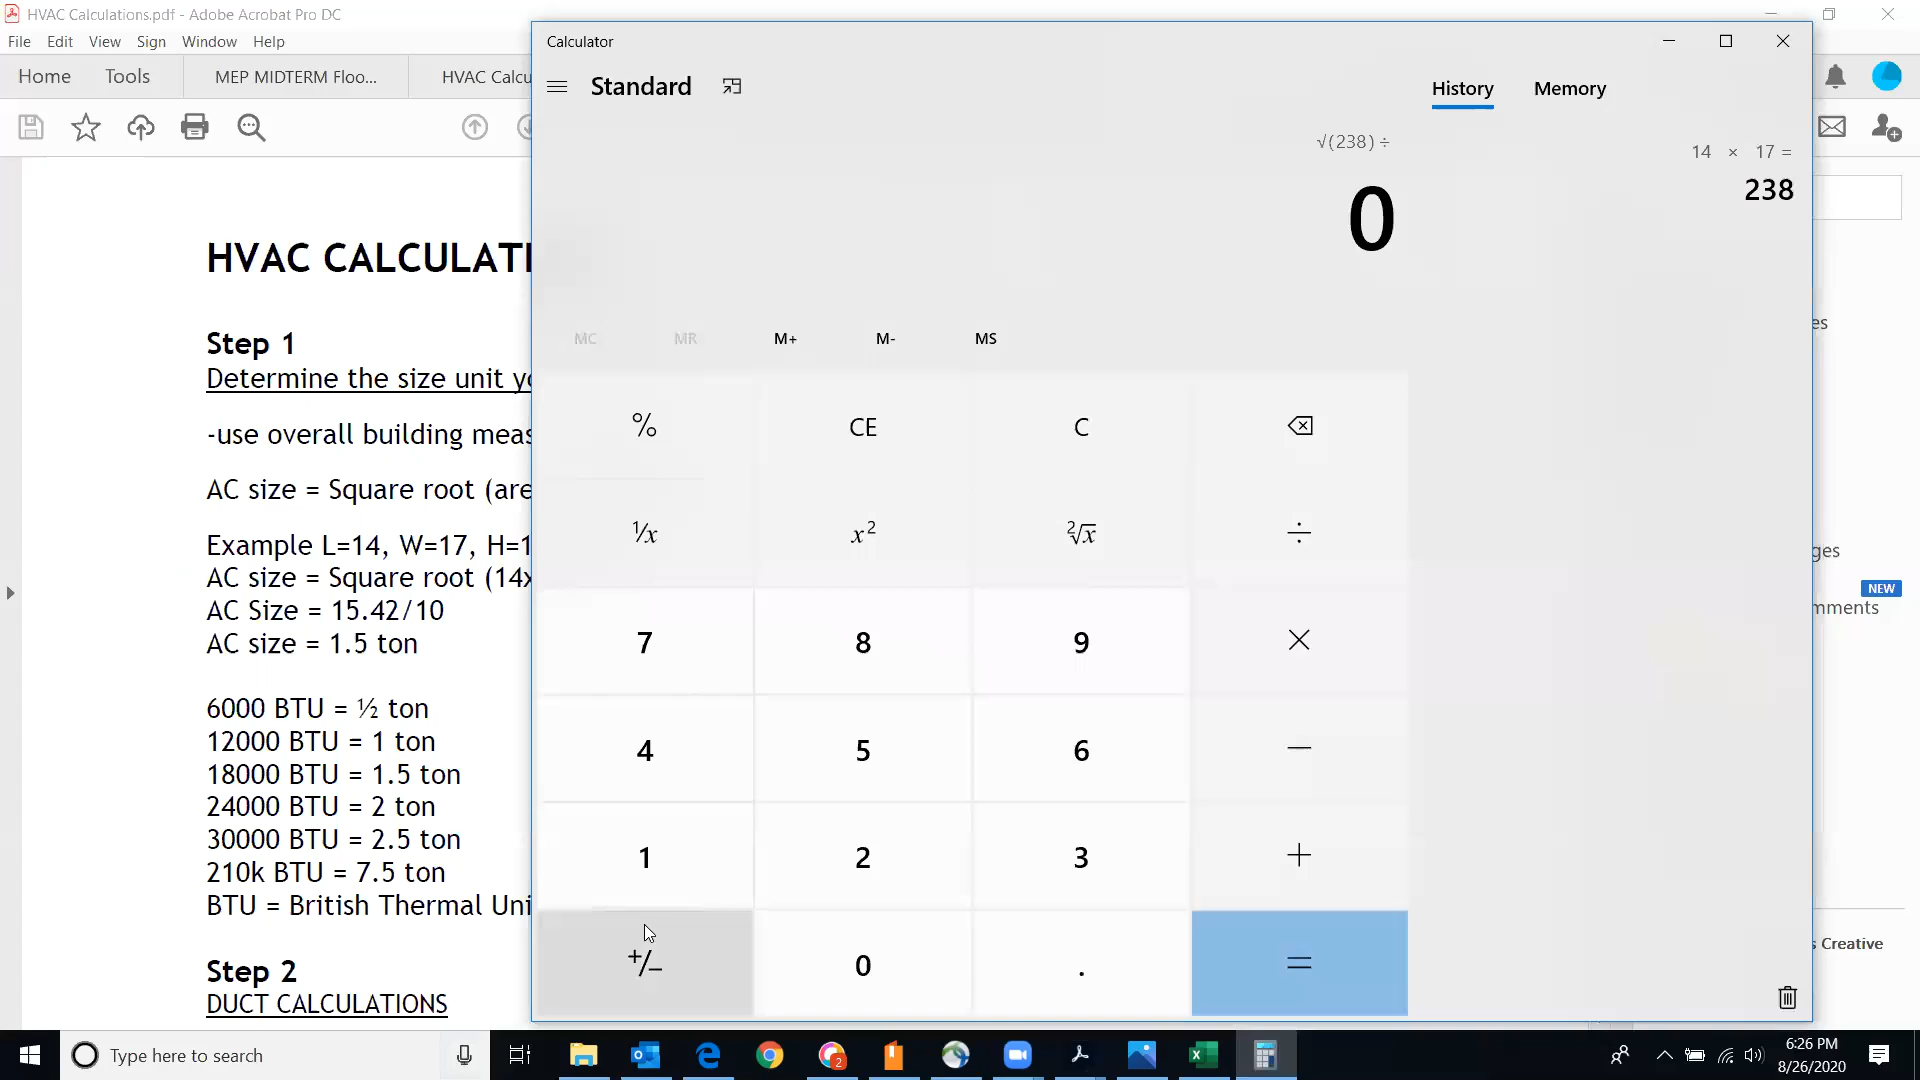 HVAC Calculations.pdf - Adobe Acrobat Pro DC
File Edit View Sign Window Help
Home Tools MEP MIDTERM Floo... HVAC Calcu
HVAC CALCULATI
Step 1
Determine the size unit yo
-use overall building meas
AC size = Square root (are
Example L=14, W=17, H=1
AC size = Square root (14x
AC Size = 15.42/10
AC size = 1.5 ton
6000 BTU = ½ ton
12000 BTU = 1 ton
18000 BTU = 1.5 ton
24000 BTU = 2 ton
30000 BTU = 2.5 ton
210k BTU = 7.5 ton
BTU = British Thermal Uni
Step 2
DUCT CALCULATIONS
Calculator
Standard
History Memory
√(238) ÷
0
14 × 17 =
238
MC MR M+ M- MS
% CE C
1/x x² ²√x ÷
7 8 9 ×
4 5 6 −
1 2 3 +
+/− 0 . =
es
ges
NEW
mments
s Creative
Type here to search
2
6:26 PM
8/26/2020